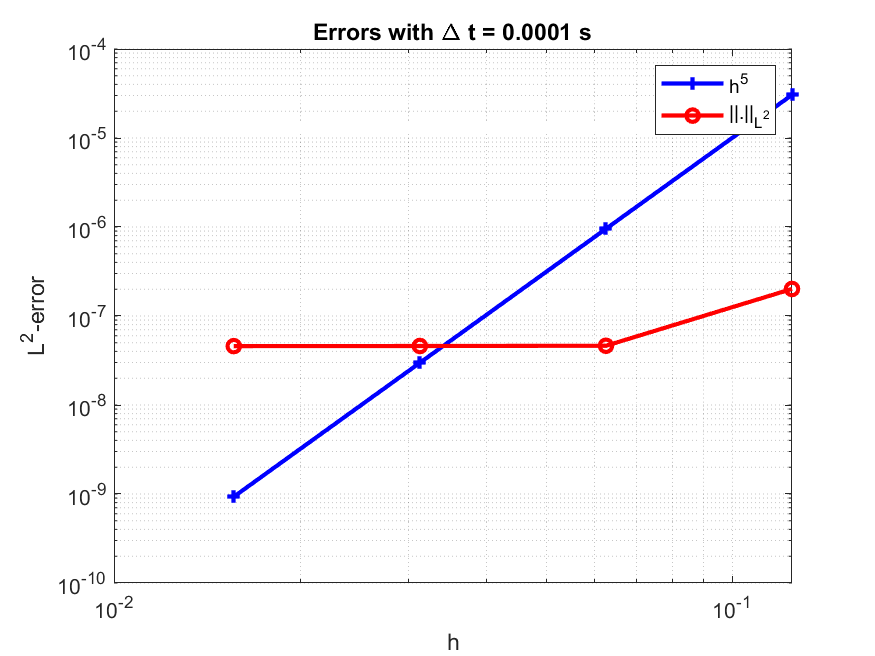 Errors with Δ t = 0.0001 s
10^-4
10^-5
10^-6
10^-7
10^-8
10^-9
10^-10
L^2-error
h^5
||.||_L^2
10^-2
10^-1
h